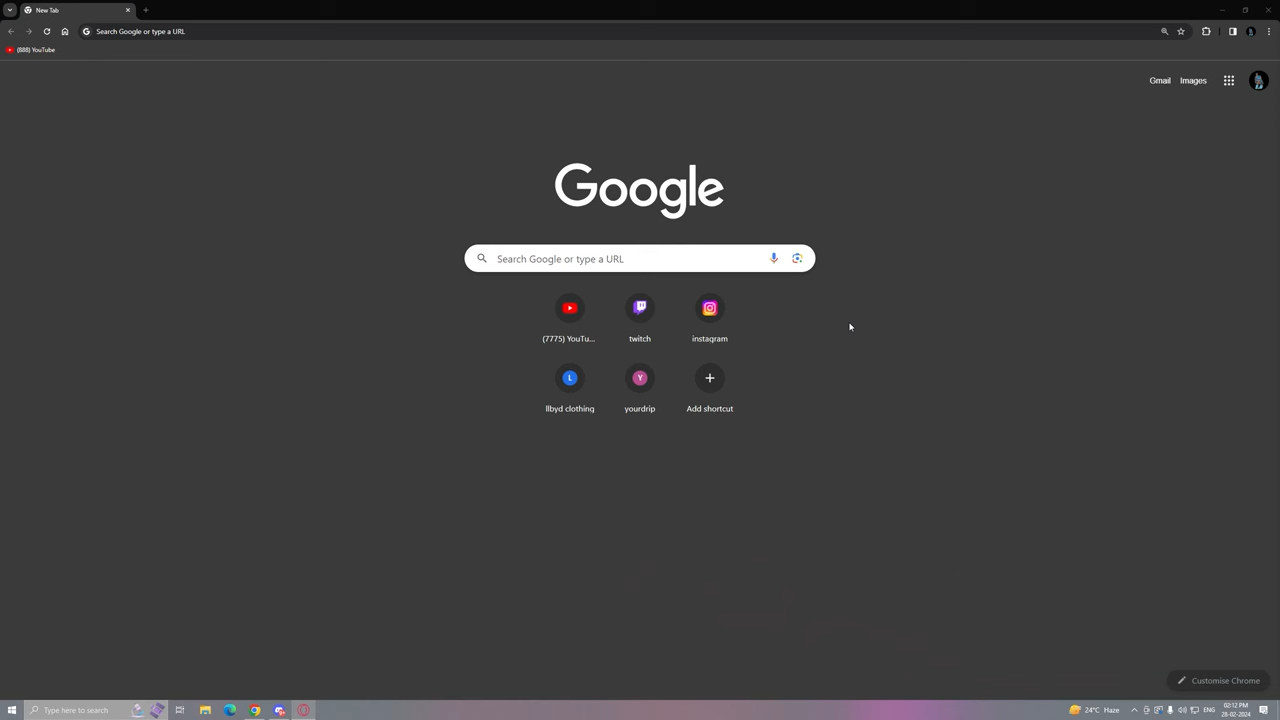 New Tab
Search Google or type a URL
(888) YouTube
Gmail Images
Google
Search Google or type a URL
(7775) YouTu... twitch instagram
L Y
llbyd clothing yourdrip Add shortcut
Customise Chrome
Type here to search 24°C Haze ENG 02:12 PM
28-02-2024